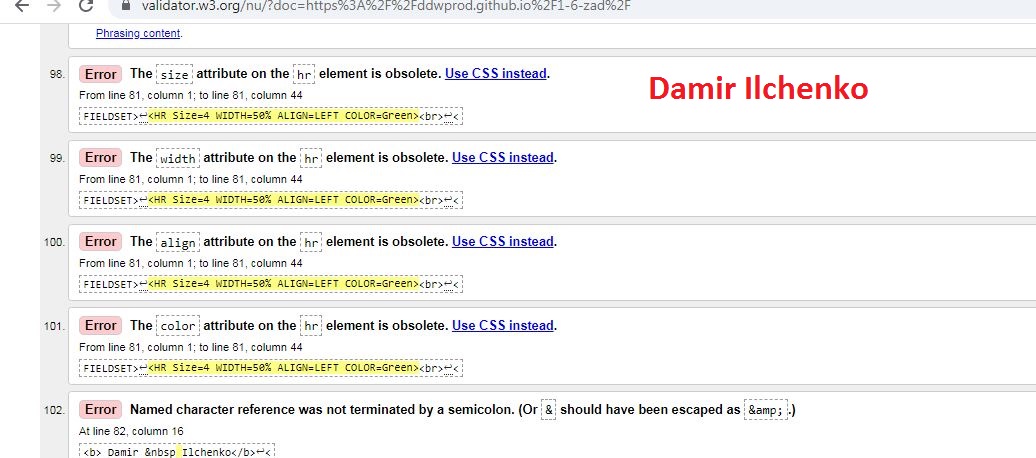 validator.w3.org/nu/?doc=https%3A%2F%2Fddwprod.github.io%2F1-6-zad%2F
Phrasing content.
98. Error The size attribute on the hr element is obsolete. Use CSS instead.
Damir Ilchenko
From line 81, column 1; to line 81, column 44
FIELDSET>↩<HR Size=4 WIDTH=50% ALIGN=LEFT COLOR=Green><br>↩<
99. Error The width attribute on the hr element is obsolete. Use CSS instead.
From line 81, column 1; to line 81, column 44
FIELDSET>↩<HR Size=4 WIDTH=50% ALIGN=LEFT COLOR=Green><br>↩<
100. Error The align attribute on the hr element is obsolete. Use CSS instead.
From line 81, column 1; to line 81, column 44
FIELDSET>↩<HR Size=4 WIDTH=50% ALIGN=LEFT COLOR=Green><br>↩<
101. Error The color attribute on the hr element is obsolete. Use CSS instead.
From line 81, column 1; to line 81, column 44
FIELDSET>↩<HR Size=4 WIDTH=50% ALIGN=LEFT COLOR=Green><br>↩<
102. Error Named character reference was not terminated by a semicolon. (Or & should have been escaped as &amp;.)
At line 82, column 16
<b> Damir &nbsp Ilchenko</b>↩<